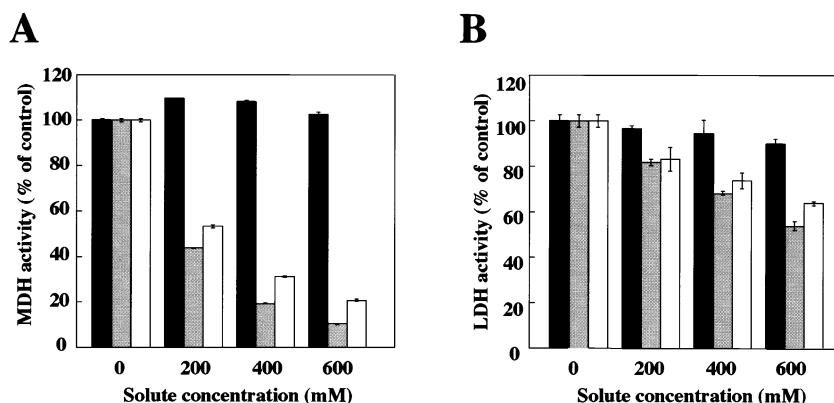 A
MDH activity (% of control)
120
100
80
60
40
20
0
0 200 400 600
Solute concentration (mM)
B
LDH activity (% of control)
120
100
80
60
40
20
0
0 200 400 600
Solute concentration (mM)